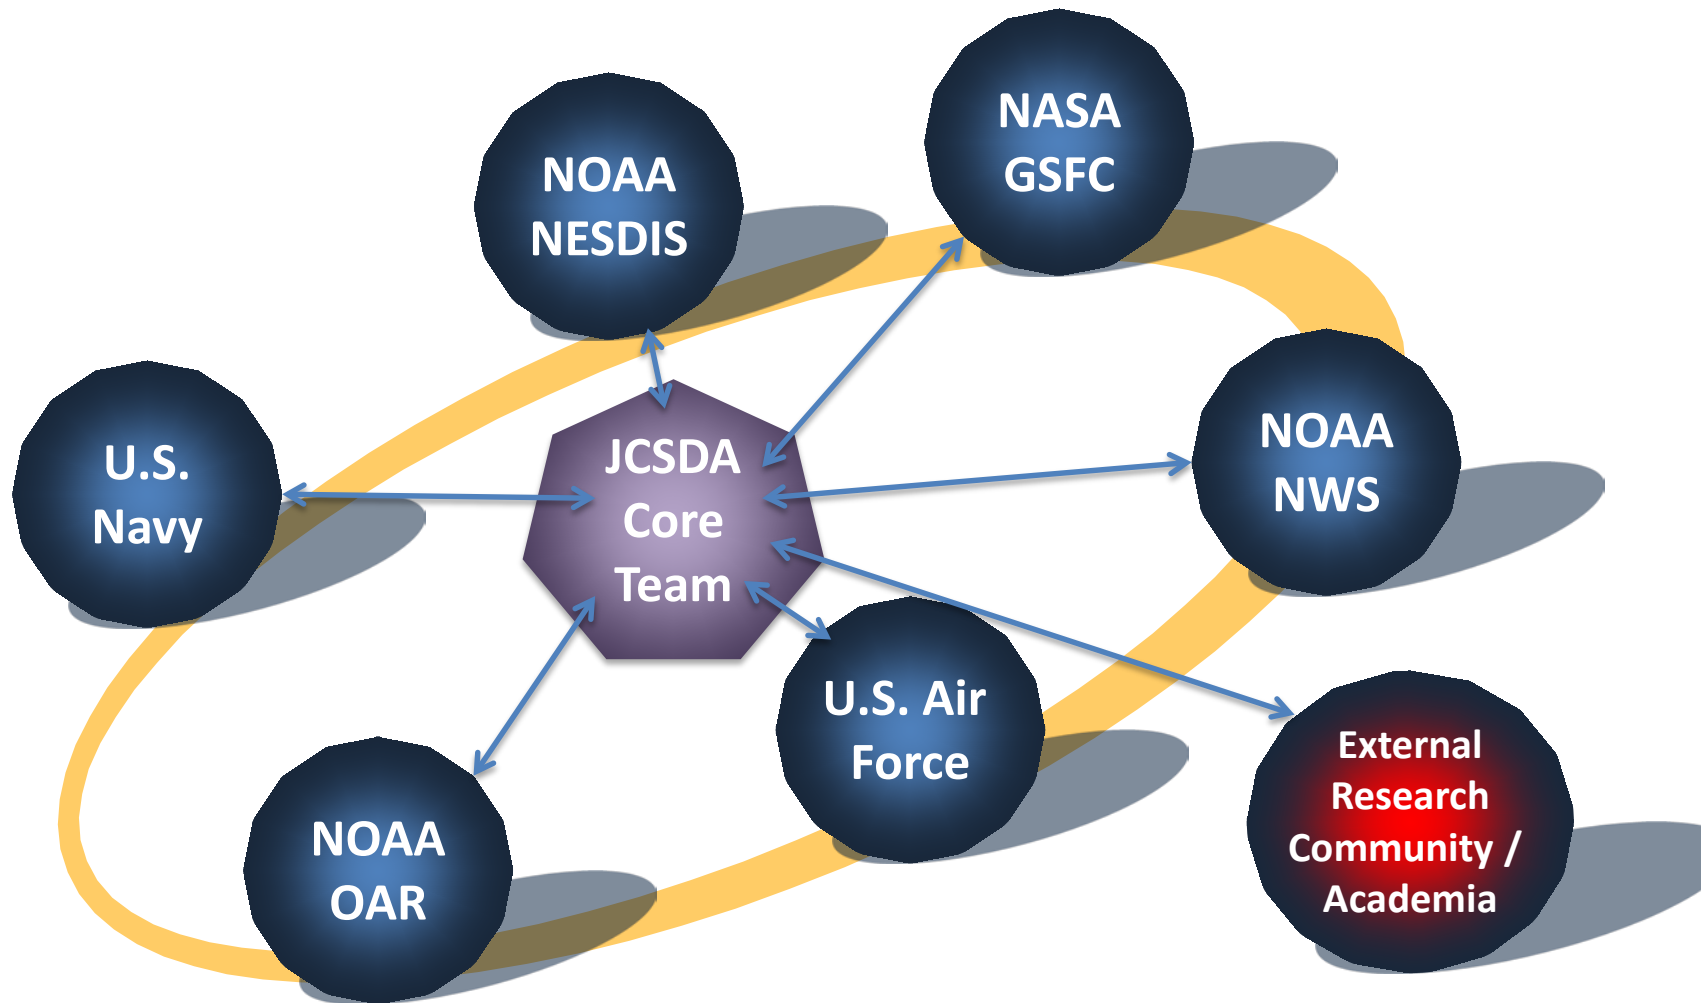 NASA
GSFC
NOAA
NESDIS
NOAA
NWS
U.S.
Navy
JCSDA
Core
Team
U.S. Air
Force
External
Research
Community /
Academia
NOAA
OAR